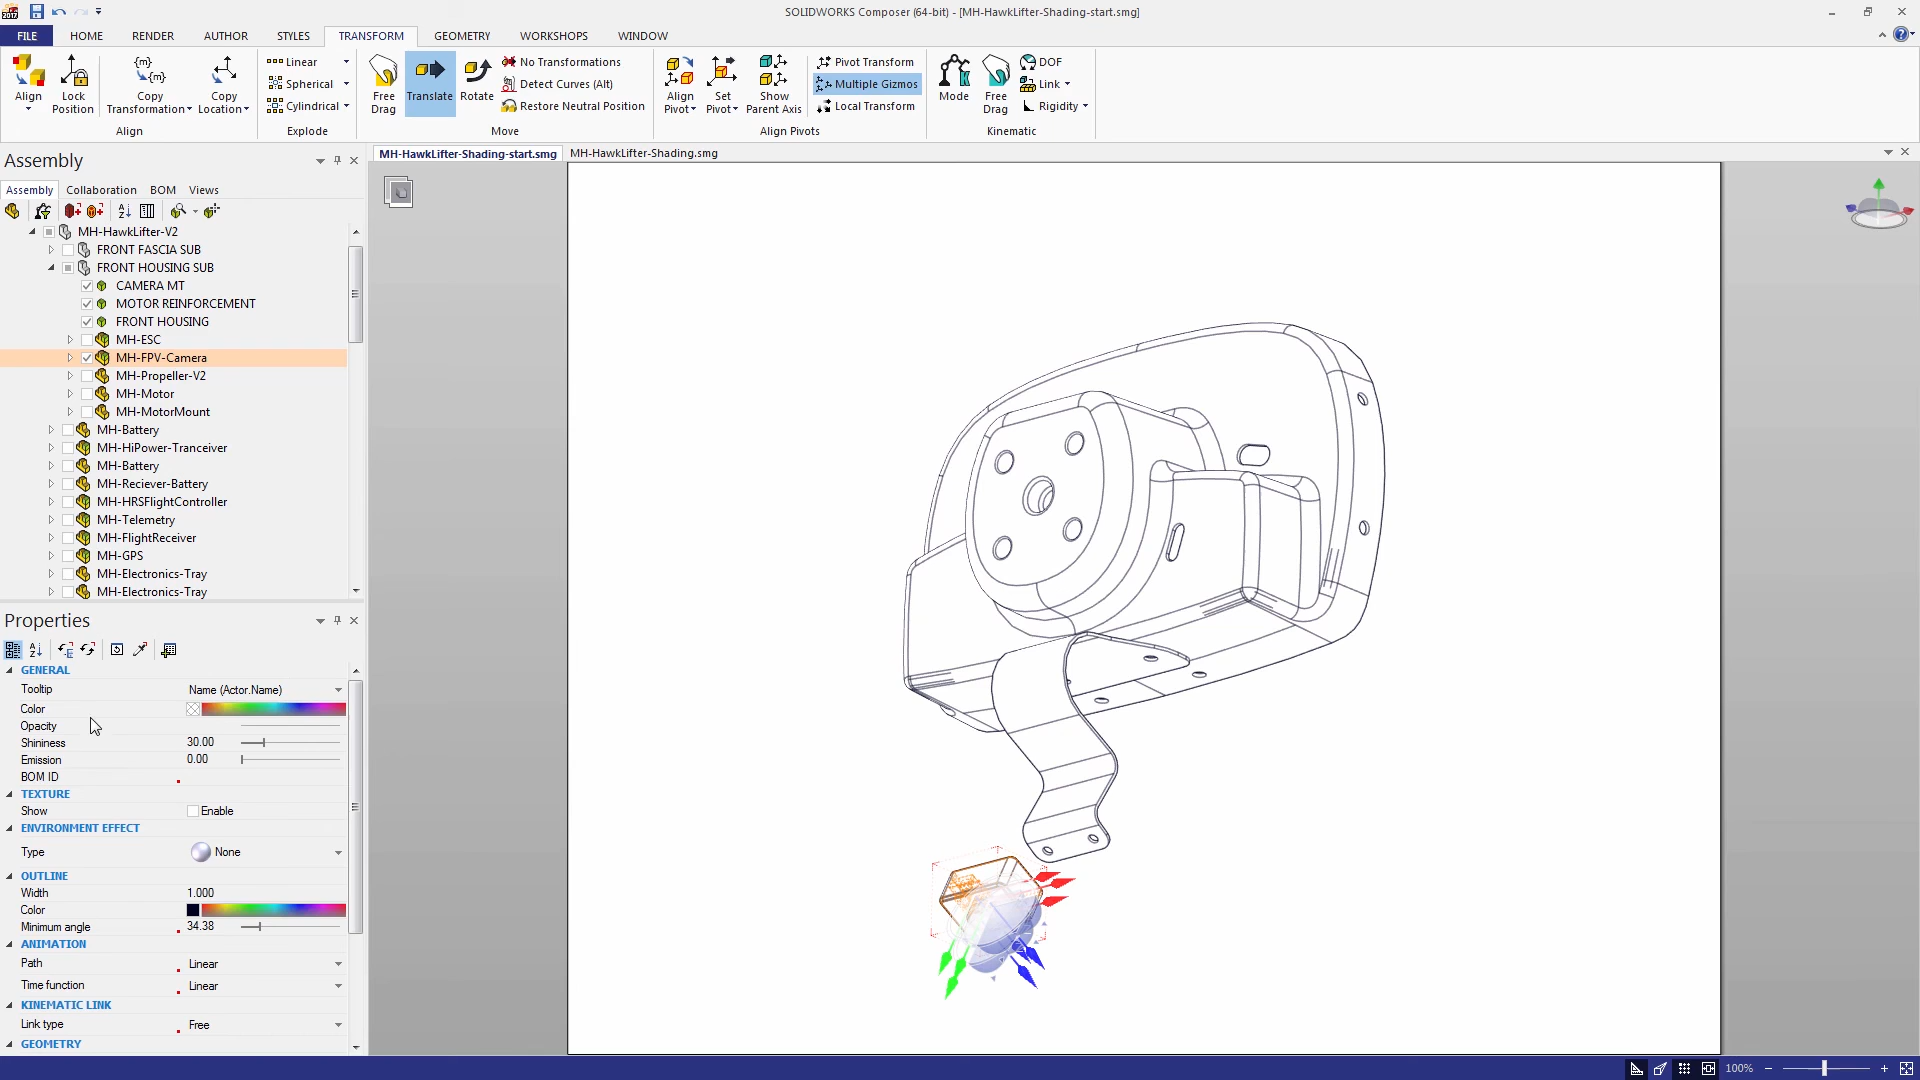 SOLIDWORKS Composer (64-bit) - [MH-HawkLifter-Shading-start.smg]
FILE HOME RENDER AUTHOR STYLES TRANSFORM GEOMETRY WORKSHOPS WINDOW
Align
Lock Position
Copy Transformation
Copy Location
Align
Linear
Spherical
Cylindrical
Explode
Free Drag
Translate
Rotate
No Transformations
Detect Curves (Alt)
Restore Neutral Position
Move
Align Pivot
Set Pivot
Show Parent Axis
Pivot Transform
Multiple Gizmos
Local Transform
Align Pivots
Mode
Free Drag
DOF
Link
Rigidity
Kinematic
Assembly
MH-HawkLifter-Shading-start.smg MH-HawkLifter-Shading.smg
Assembly Collaboration BOM Views
MH-HawkLifter-V2
FRONT FASCIA SUB
FRONT HOUSING SUB
CAMERA MT
MOTOR REINFORCEMENT
FRONT HOUSING
MH-ESC
MH-FPV-Camera
MH-Propeller-V2
MH-Motor
MH-MotorMount
MH-Battery
MH-HiPower-Tranceiver
MH-Battery
MH-Reciever-Battery
MH-HRSFlightController
MH-Telemetry
MH-FlightReceiver
MH-GPS
MH-Electronics-Tray
MH-Electronics-Tray
Properties
GENERAL
Tooltip Name (Actor.Name)
Color
Opacity
Shininess 30.00
Emission 0.00
BOM ID
TEXTURE
Show Enable
ENVIRONMENT EFFECT
Type None
OUTLINE
Width 1.000
Color
Minimum angle 34.38
ANIMATION
Path Linear
Time function Linear
KINEMATIC LINK
Link type Free
GEOMETRY
100%